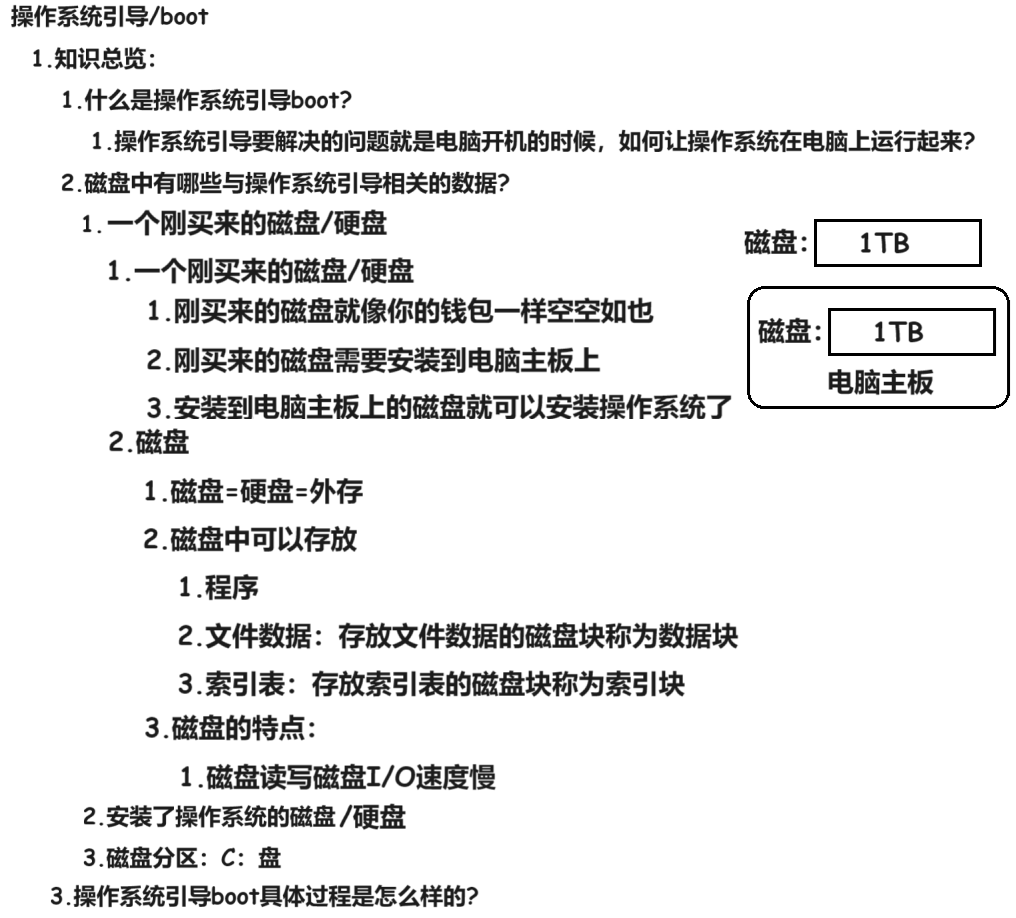 操作系统引导/boot
1.知识总览：
1.什么是操作系统引导boot?
1.操作系统引导要解决的问题就是电脑开机的时候，如何让操作系统在电脑上运行起来?
2.磁盘中有哪些与操作系统引导相关的数据?
1.一个刚买来的磁盘/硬盘
磁盘：1TB
1.一个刚买来的磁盘/硬盘
1.刚买来的磁盘就像你的钱包一样空空如也
磁盘：1TB
2.刚买来的磁盘需要安装到电脑主板上
电脑主板
3.安装到电脑主板上的磁盘就可以安装操作系统了
2.磁盘
1.磁盘=硬盘=外存
2.磁盘中可以存放
1.程序
2.文件数据：存放文件数据的磁盘块称为数据块
3.索引表：存放索引表的磁盘块称为索引块
3.磁盘的特点：
1.磁盘读写磁盘I/O速度慢
2.安装了操作系统的磁盘/硬盘
3.磁盘分区：C：盘
3.操作系统引导boot具体过程是怎么样的?